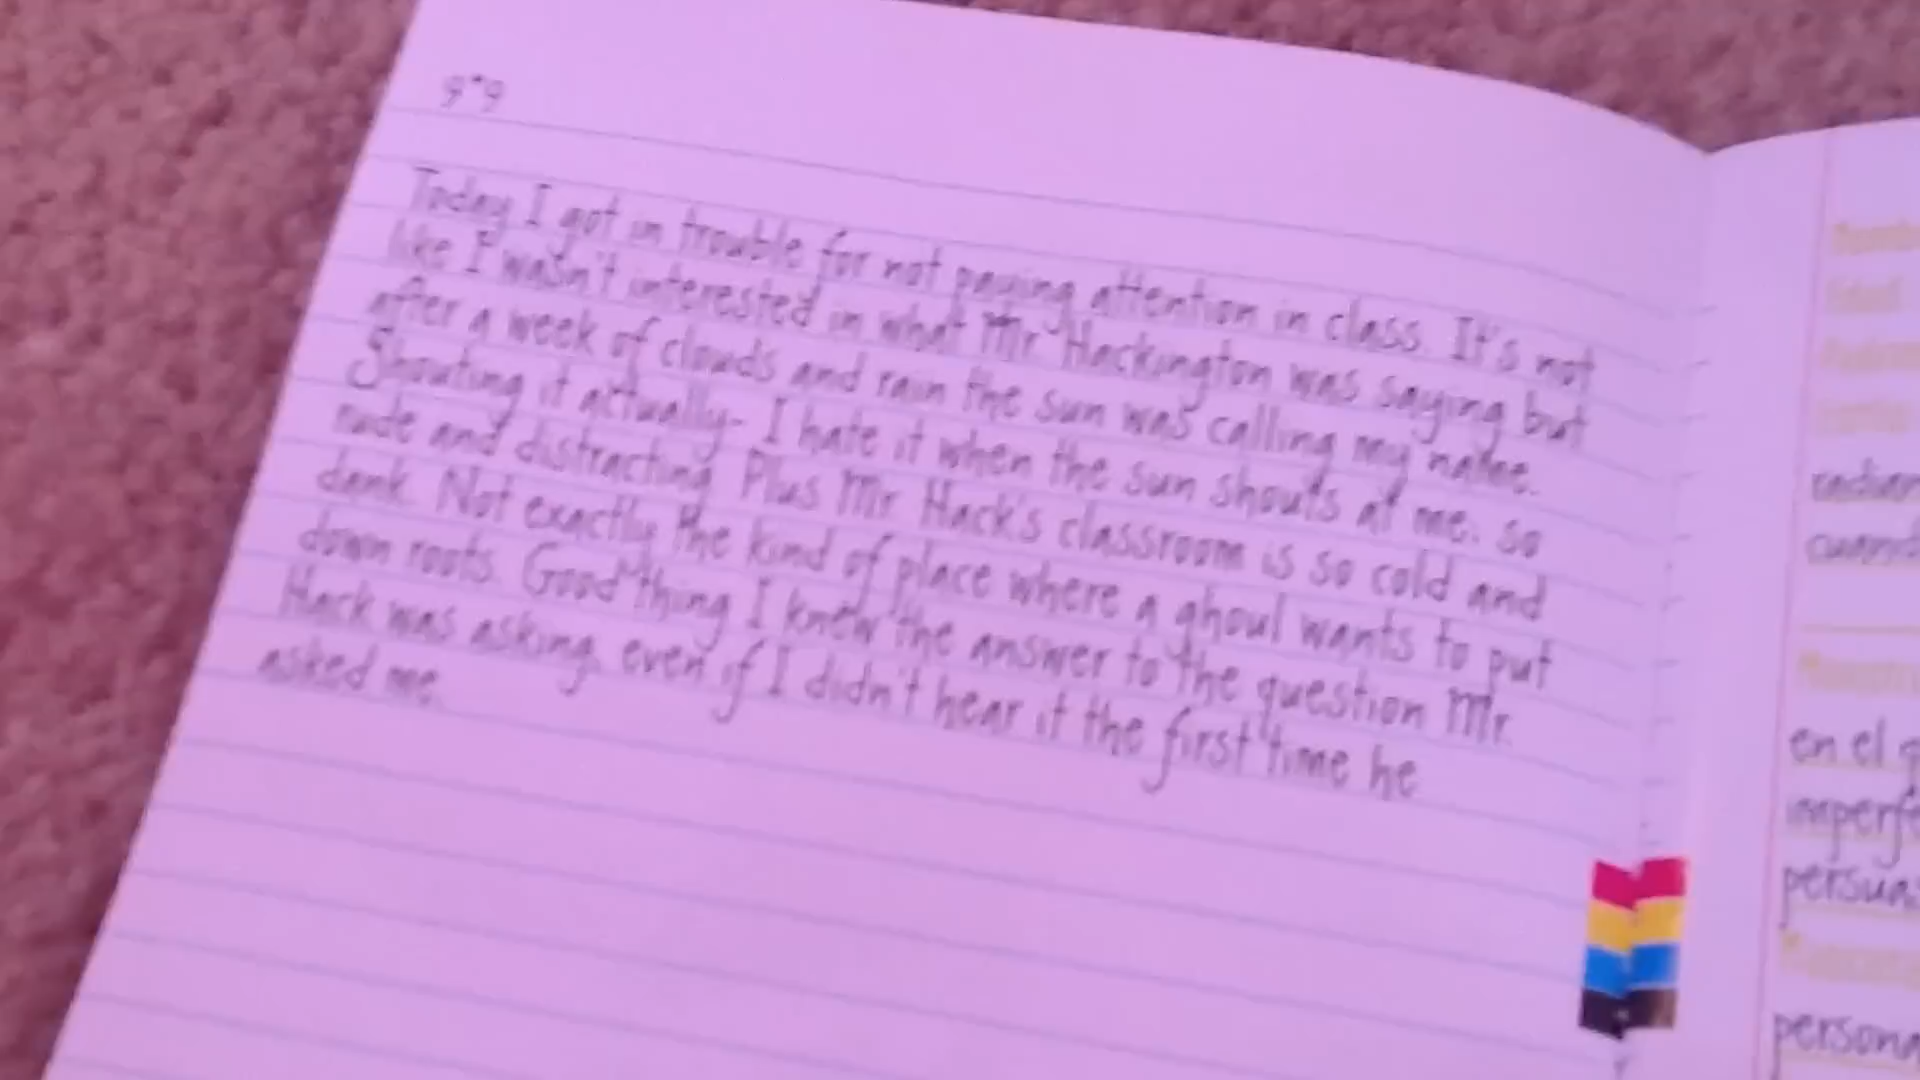 9*9
Today I got in trouble for not paying attention in class. It's not
like I wasn't interested in what Mr Hackington was saying but
after a week of clouds and rain the sun was calling my name.
Shouting it actually- I hate it when the sun shouts at me. so
rude and distracting. Plus Mr Hack's classroom is so cold and
dank. Not exactly the kind of place where a ghoul wants to put
down roots. Good thing I knew the answer to the question Mr.
Hack was asking, even if I didn't hear it the first time he
asked me.
en el